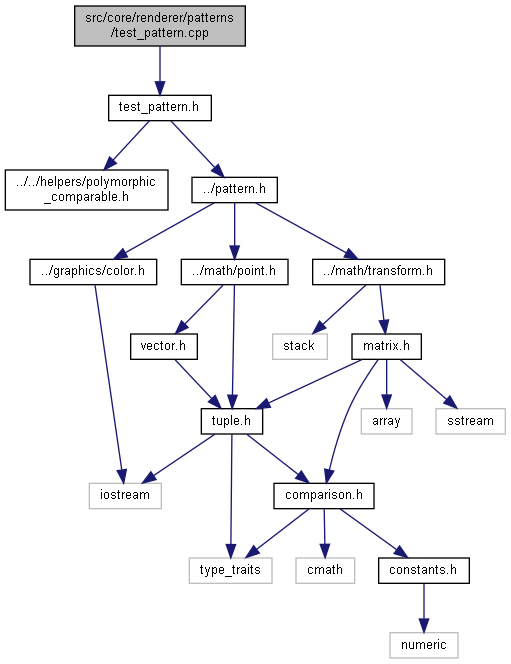 src/core/renderer/patterns
/test_pattern.cpp
test_pattern.h
../../helpers/polymorphic
_comparable.h
../pattern.h
../graphics/color.h
../math/point.h
../math/transform.h
vector.h
stack
matrix.h
tuple.h
array
sstream
iostream
comparison.h
type_traits
cmath
constants.h
numeric